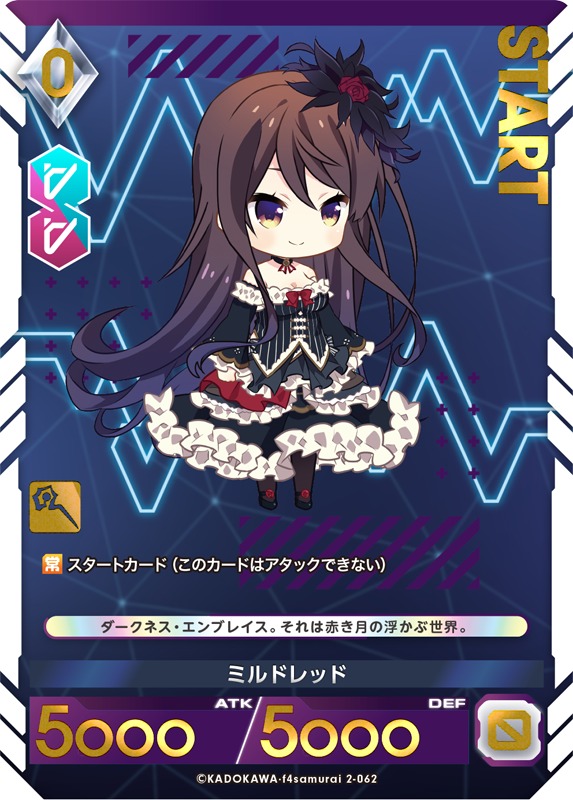 0
START
常 スタートカード（このカードはアタックできない）
ダークネス・エンブレイス。それは赤き月の浮かぶ世界。
ミルドレッド
ATK DEF
5000 5000
©KADOKAWA·f4samurai 2-062